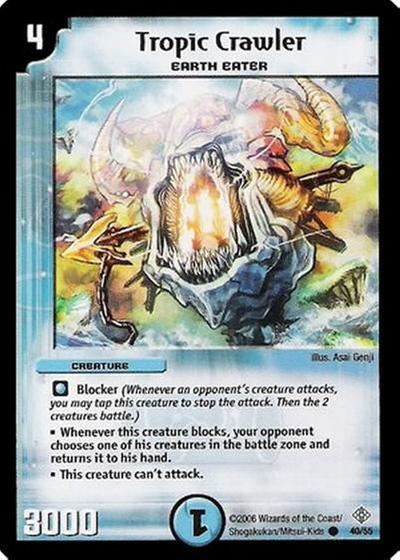 4
Tropic Crawler
EARTH EATER
illus. Asai Genji
CREATURE
Blocker (Whenever an opponent's creature attacks,
you may tap this creature to stop the attack. Then the 2
creatures battle.)
▪ Whenever this creature blocks, your opponent
chooses one of his creatures in the battle zone and
returns it to his hand.
▪ This creature can't attack.
3000
1
©2006 Wizards of the Coast/
Shogakukan/Mitsui-Kids ● 40/55